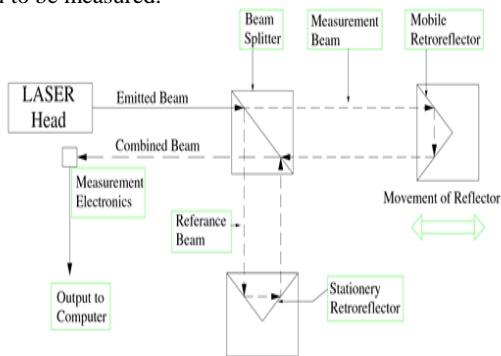 n to be measured.
Beam
Splitter
Measurement
Beam
Mobile
Retroreflector
LASER
Head
Emitted Beam
Combined Beam
Measurement
Electronics
Movement of Reflector
Referance
Beam
Output to
Computer
Stationery
Retroreflector